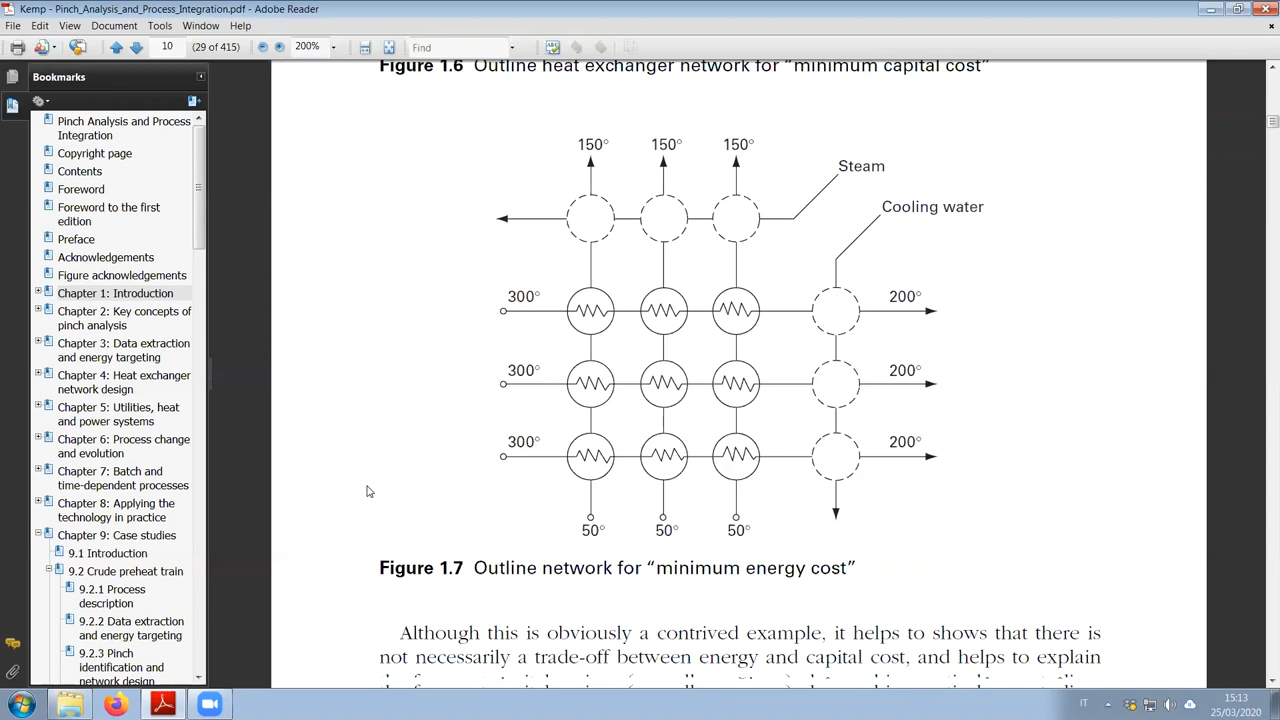 Kemp - Pinch_Analysis_and_Process_Integration.pdf - Adobe Reader
File Edit View Document Tools Window Help
10 (29 of 415) 200% Find
Bookmarks
Pinch Analysis and Process
Integration
Copyright page
Contents
Foreword
Foreword to the first
edition
Preface
Acknowledgements
Figure acknowledgements
Chapter 1: Introduction
Chapter 2: Key concepts of
pinch analysis
Chapter 3: Data extraction
and energy targeting
Chapter 4: Heat exchanger
network design
Chapter 5: Utilities, heat
and power systems
Chapter 6: Process change
and evolution
Chapter 7: Batch and
time-dependent processes
Chapter 8: Applying the
technology in practice
Chapter 9: Case studies
9.1 Introduction
9.2 Crude preheat train
9.2.1 Process
description
9.2.2 Data extraction
and energy targeting
9.2.3 Pinch
identification and
network design
Figure 1.6 Outline heat exchanger network for "minimum capital cost"
150° 150° 150°
Steam
Cooling water
300° 200°
300° 200°
300° 200°
50° 50° 50°
Figure 1.7 Outline network for "minimum energy cost"
Although this is obviously a contrived example, it helps to shows that there is
not necessarily a trade-off between energy and capital cost, and helps to explain
IT 15:13
25/03/2020